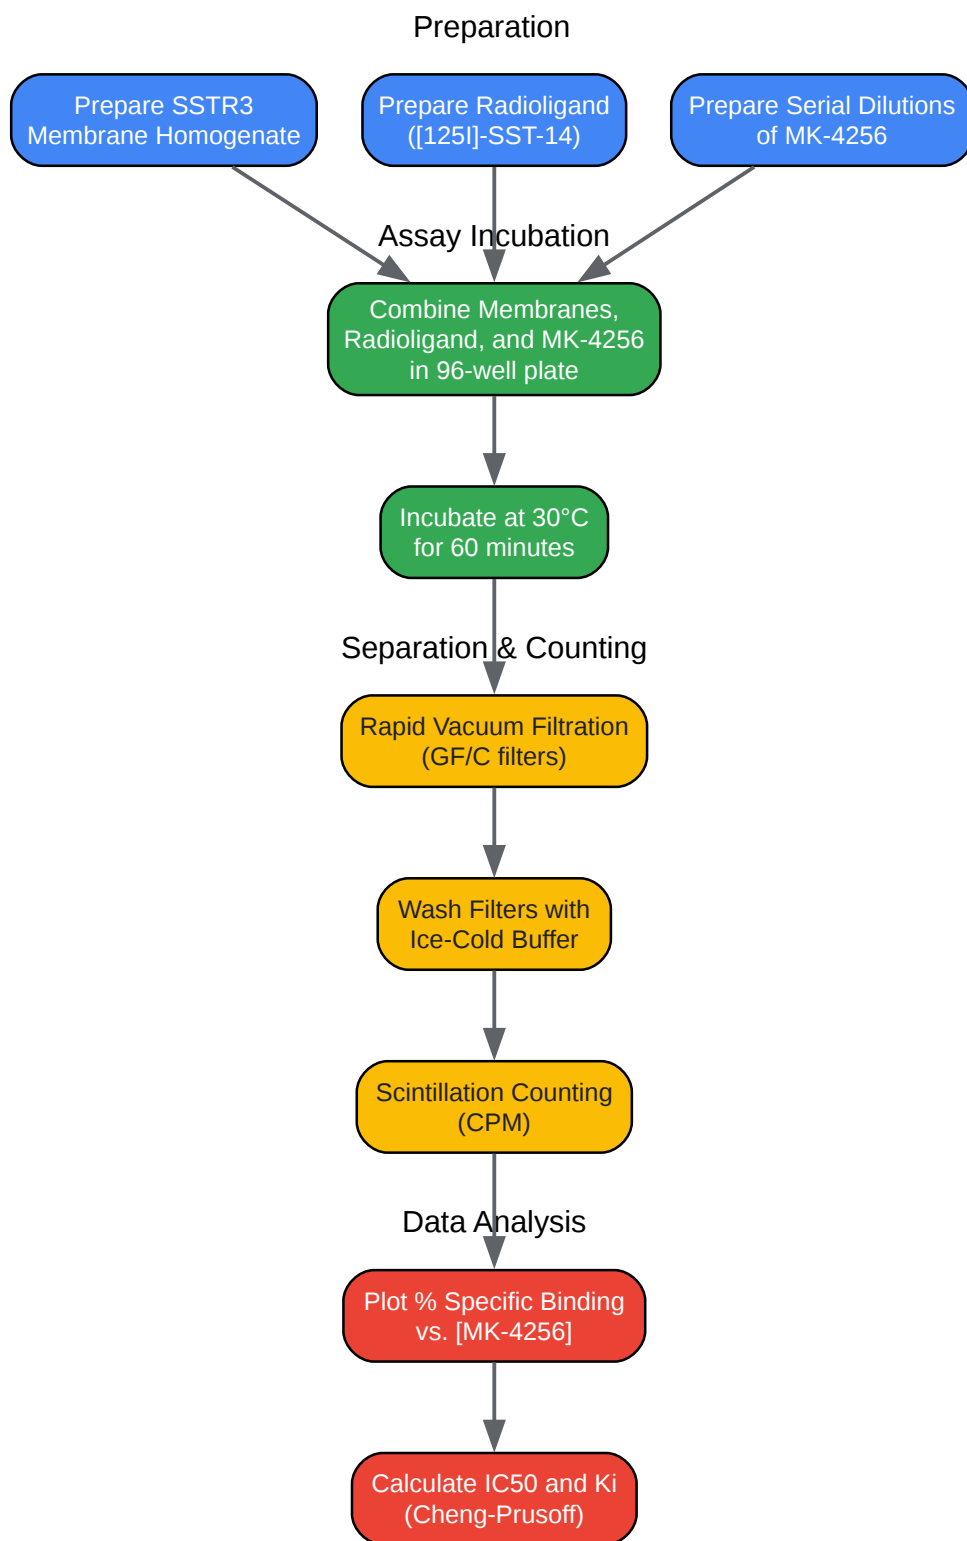 Preparation
Prepare SSTR3
Membrane Homogenate
Prepare Radioligand
([125I]-SST-14)
Prepare Serial Dilutions
of MK-4256
Assay Incubation
Combine Membranes,
Radioligand, and MK-4256
in 96-well plate
Incubate at 30°C
for 60 minutes
Separation & Counting
Rapid Vacuum Filtration
(GF/C filters)
Wash Filters with
Ice-Cold Buffer
Scintillation Counting
(CPM)
Data Analysis
Plot % Specific Binding
vs. [MK-4256]
Calculate IC50 and Ki
(Cheng-Prusoff)